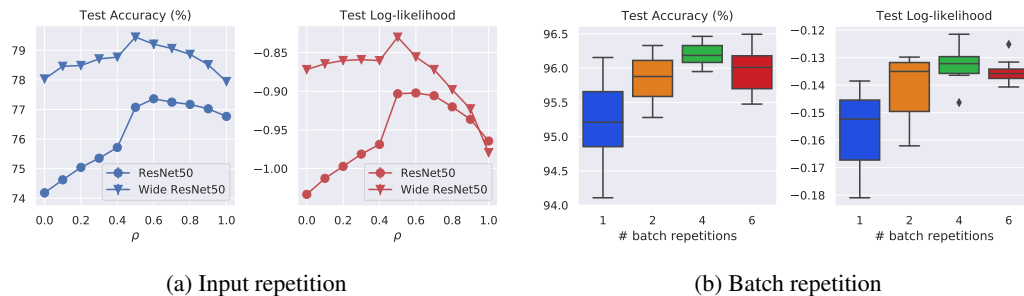 Test Accuracy (%)
79
78
77
76
75
74
0.0 0.2 0.4 0.6 0.8 1.0
ρ
ResNet50
Wide ResNet50
Test Log-likelihood
−0.85
−0.90
−0.95
−1.00
0.0 0.2 0.4 0.6 0.8 1.0
ρ
ResNet50
Wide ResNet50
(a) Input repetition
Test Accuracy (%)
96.5
96.0
95.5
95.0
94.5
94.0
1 2 4 6
# batch repetitions
Test Log-likelihood
−0.12
−0.13
−0.14
−0.15
−0.16
−0.17
−0.18
1 2 4 6
# batch repetitions
(b) Batch repetition